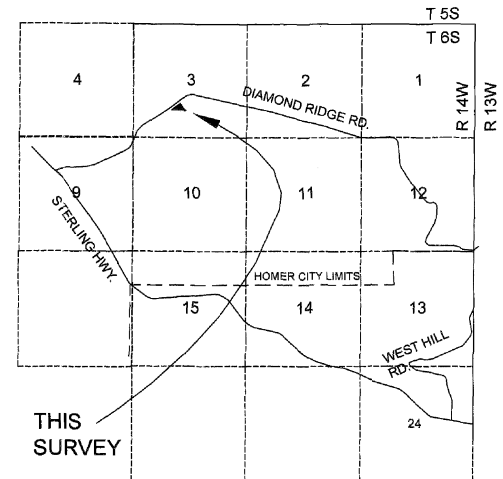 T 5S
T 6S
R 14W
R 13W
4
3
2
1
DIAMOND RIDGE RD.
9
10
11
12
STERLING HWY.
HOMER CITY LIMITS
15
14
13
WEST HILL
RD.
THIS
SURVEY
24